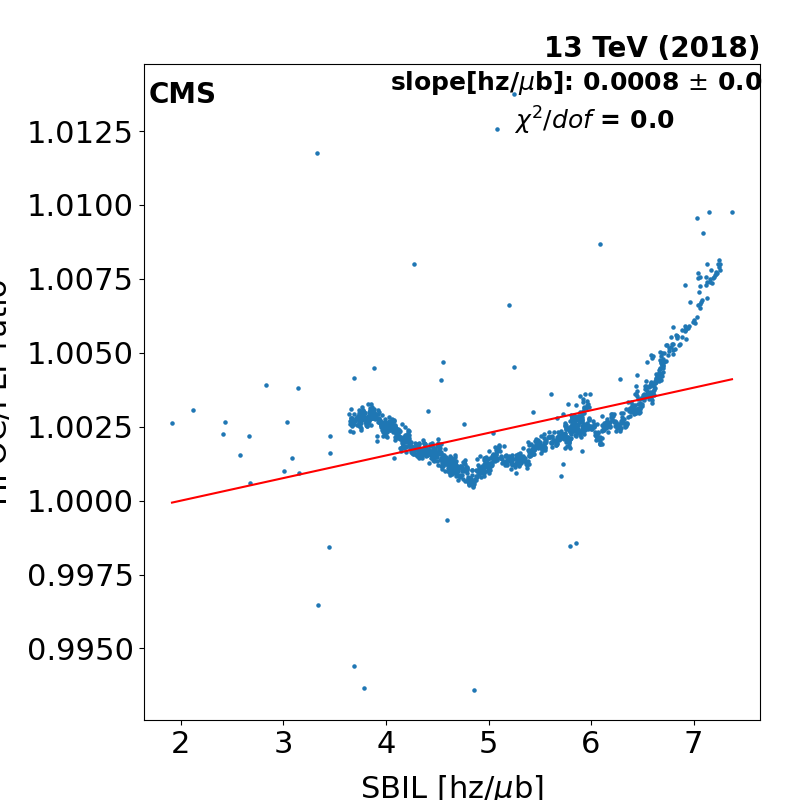 13 TeV (2018)
CMS
slope[hz/μb]: 0.0008 ± 0.0
χ²/dof = 0.0
1.0125
1.0100
1.0075
1.0050
1.0025
1.0000
0.9975
0.9950
ratio
2 3 4 5 6 7
SBIL [hz/μb]